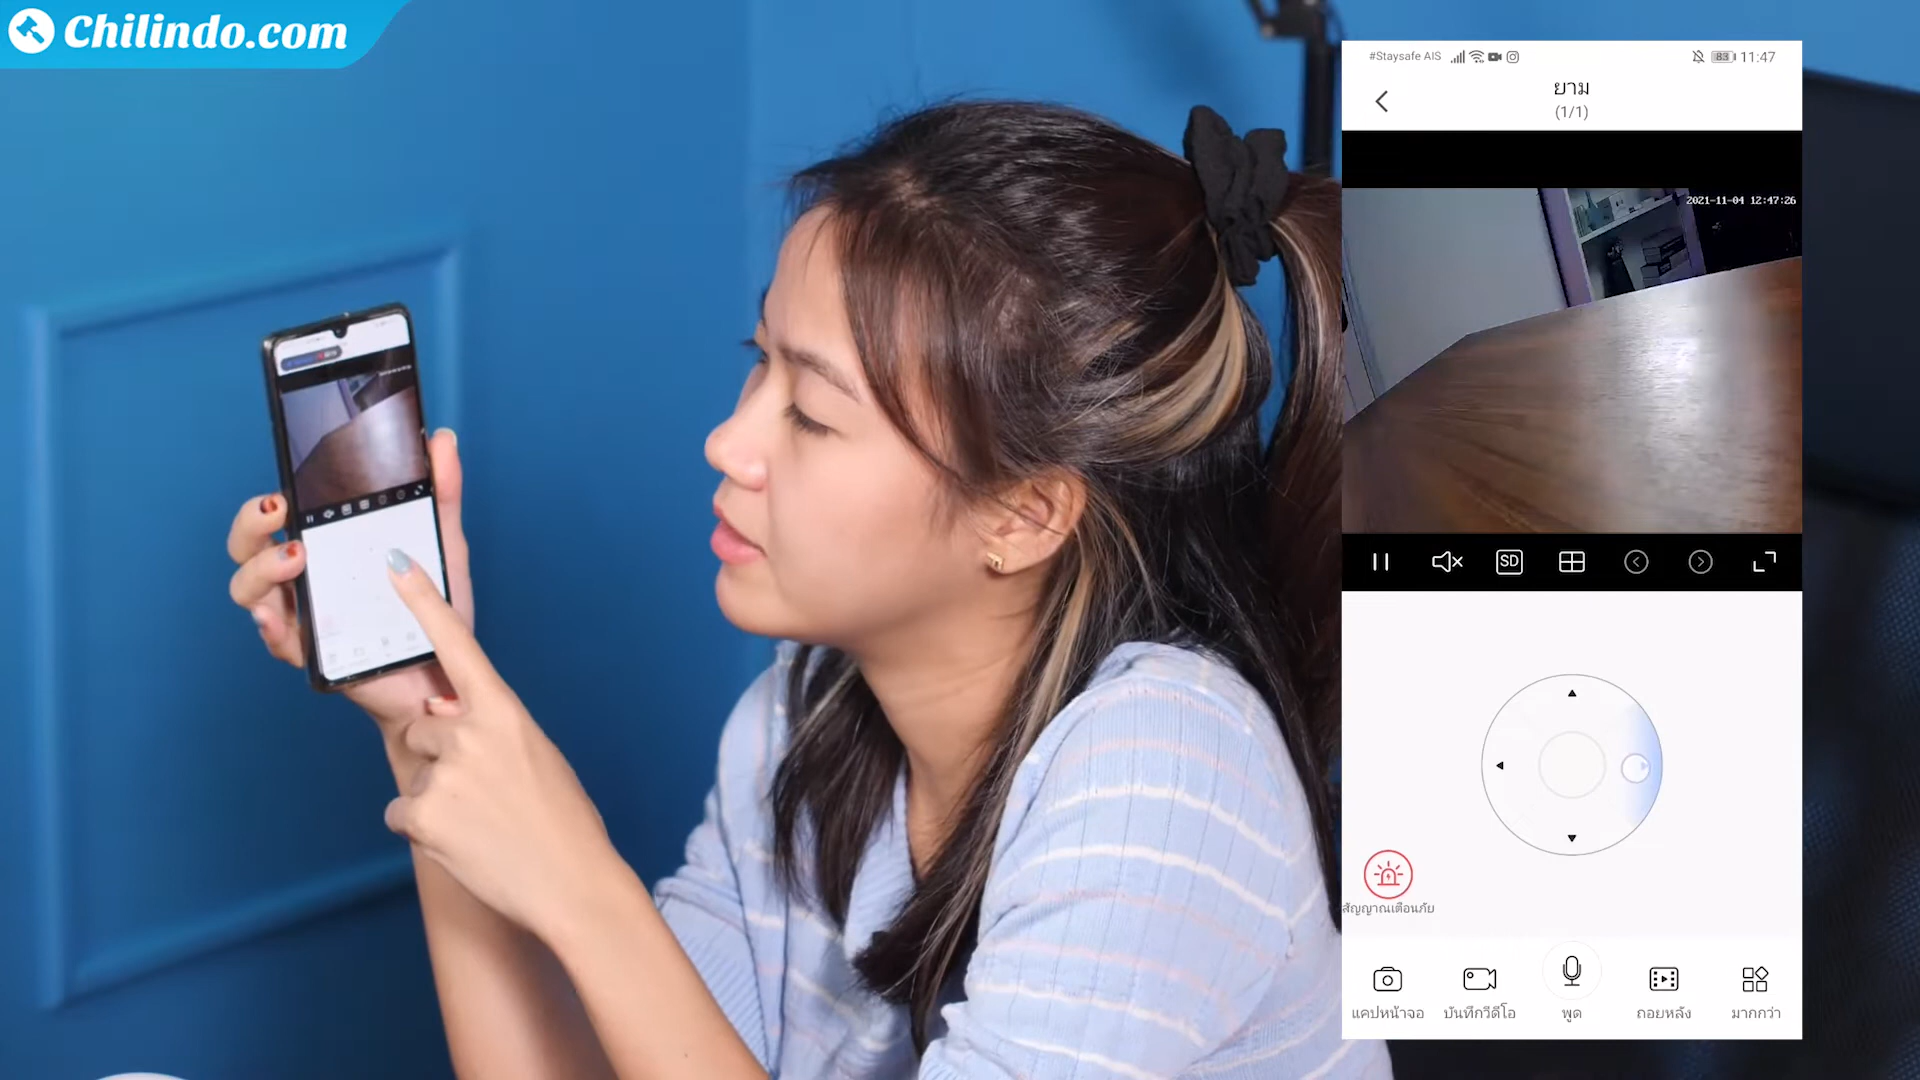 Chilindo.com
#Staysafe AIS
83
11:47
ยาม
(1/1)
2021-11-04 12:47:26
SD
สัญญาณเตือนภัย
แคปหน้าจอ
บันทึกวีดีโอ
พูด
ถอยหลัง
มากกว่า